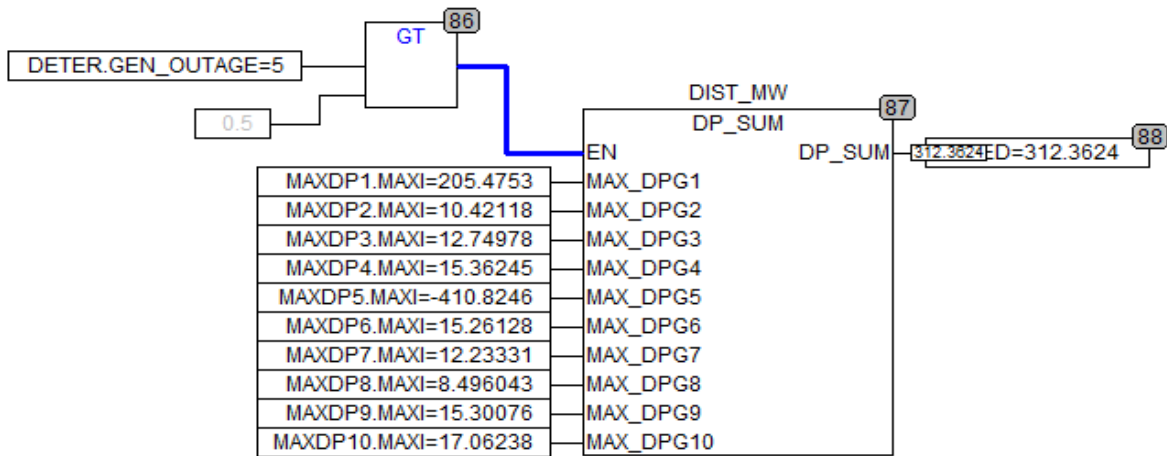 86
GT
DETER.GEN_OUTAGE=5
0.5
DIST_MW
87
DP_SUM
88
EN
DP_SUM
312.3624
ED=312.3624
MAXDP1.MAXI=205.4753 MAX_DPG1
MAXDP2.MAXI=10.42118 MAX_DPG2
MAXDP3.MAXI=12.74978 MAX_DPG3
MAXDP4.MAXI=15.36245 MAX_DPG4
MAXDP5.MAXI=-410.8246 MAX_DPG5
MAXDP6.MAXI=15.26128 MAX_DPG6
MAXDP7.MAXI=12.23331 MAX_DPG7
MAXDP8.MAXI=8.496043 MAX_DPG8
MAXDP9.MAXI=15.30076 MAX_DPG9
MAXDP10.MAXI=17.06238 MAX_DPG10